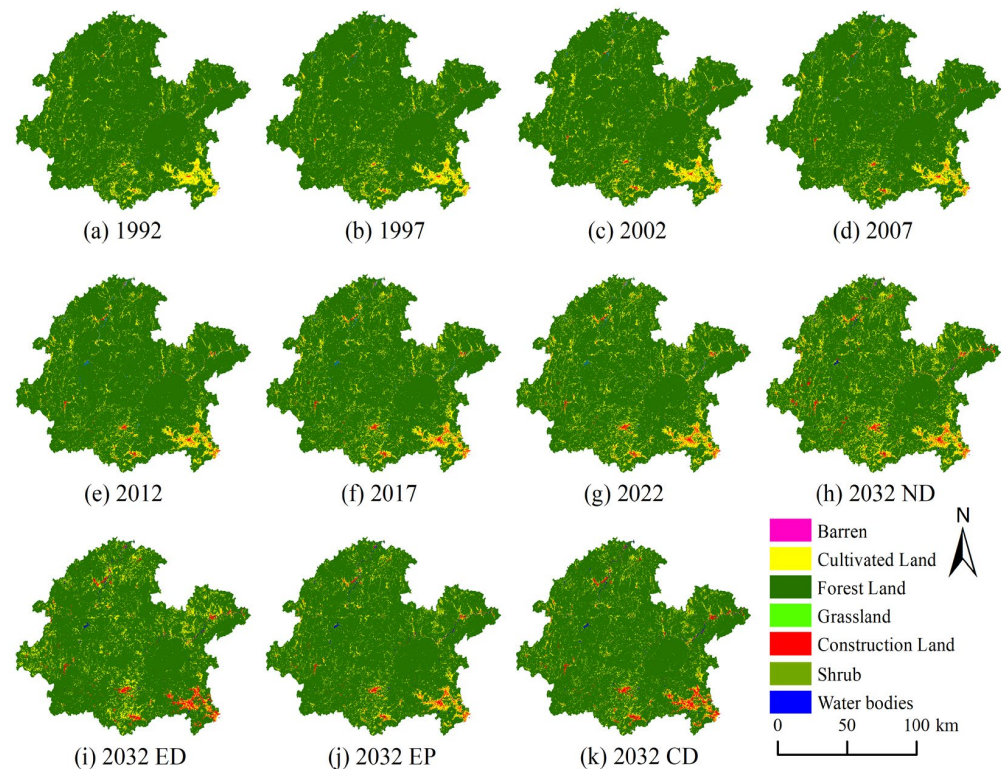 (a) 1992
(b) 1997
(c) 2002
(d) 2007
(e) 2012
(f) 2017
(g) 2022
(h) 2032 ND
(i) 2032 ED
(j) 2032 EP
(k) 2032 CD
Barren
Cultivated Land
Forest Land
Grassland
Construction Land
Shrub
Water bodies
N
0 50 100 km